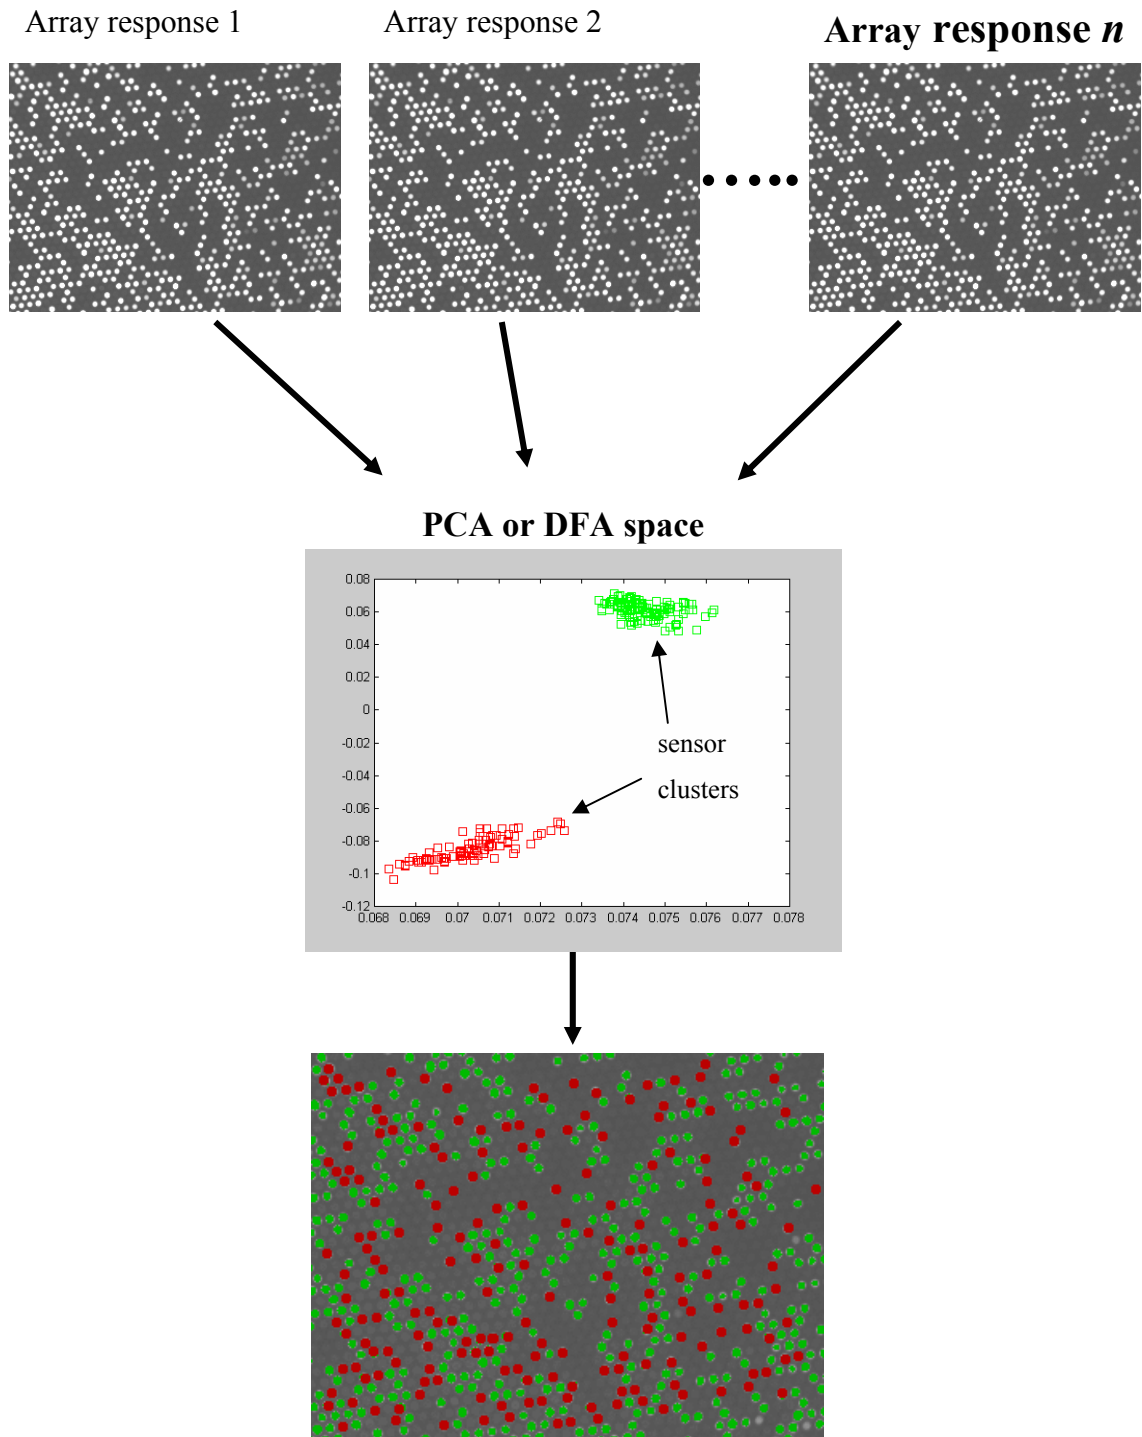 Array response 1
Array response 2
Array response n
PCA or DFA space
0.08
0.06
0.04
0.02
0
-0.02
-0.04
-0.06
-0.08
-0.1
-0.12
sensor
clusters
0.068 0.069 0.07 0.071 0.072 0.073 0.074 0.075 0.076 0.077 0.078